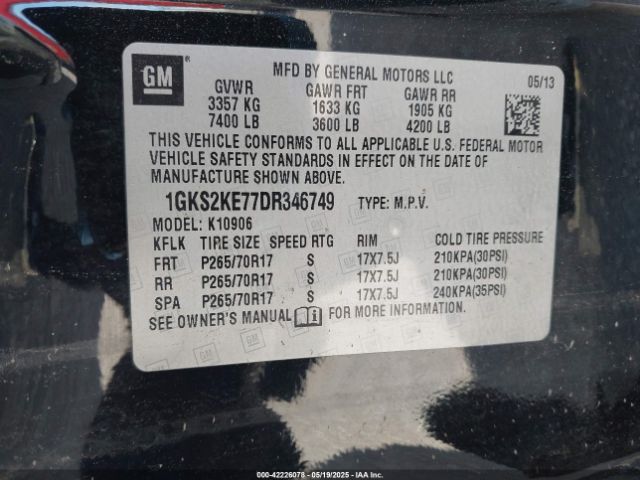 GM
®
MFD BY GENERAL MOTORS LLC
05/13
GVWR GAWR FRT GAWR RR
3357 KG 1633 KG 1905 KG
7400 LB 3600 LB 4200 LB
THIS VEHICLE CONFORMS TO ALL APPLICABLE U.S. FEDERAL MOTOR
VEHICLE SAFETY STANDARDS IN EFFECT ON THE DATE OF
MANUFACTURE SHOWN ABOVE.
1GKS2KE77DR346749 TYPE: M.P.V.
MODEL: K10906
KFLK TIRE SIZE SPEED RTG RIM COLD TIRE PRESSURE
FRT P265/70R17 S 17X7.5J 210KPA(30PSI)
RR P265/70R17 S 17X7.5J 210KPA(30PSI)
SPA P265/70R17 S 17X7.5J 240KPA(35PSI)
SEE OWNER'S MANUAL i FOR MORE INFORMATION.
000-42226078 - 05/19/2025 - IAAI, Inc.